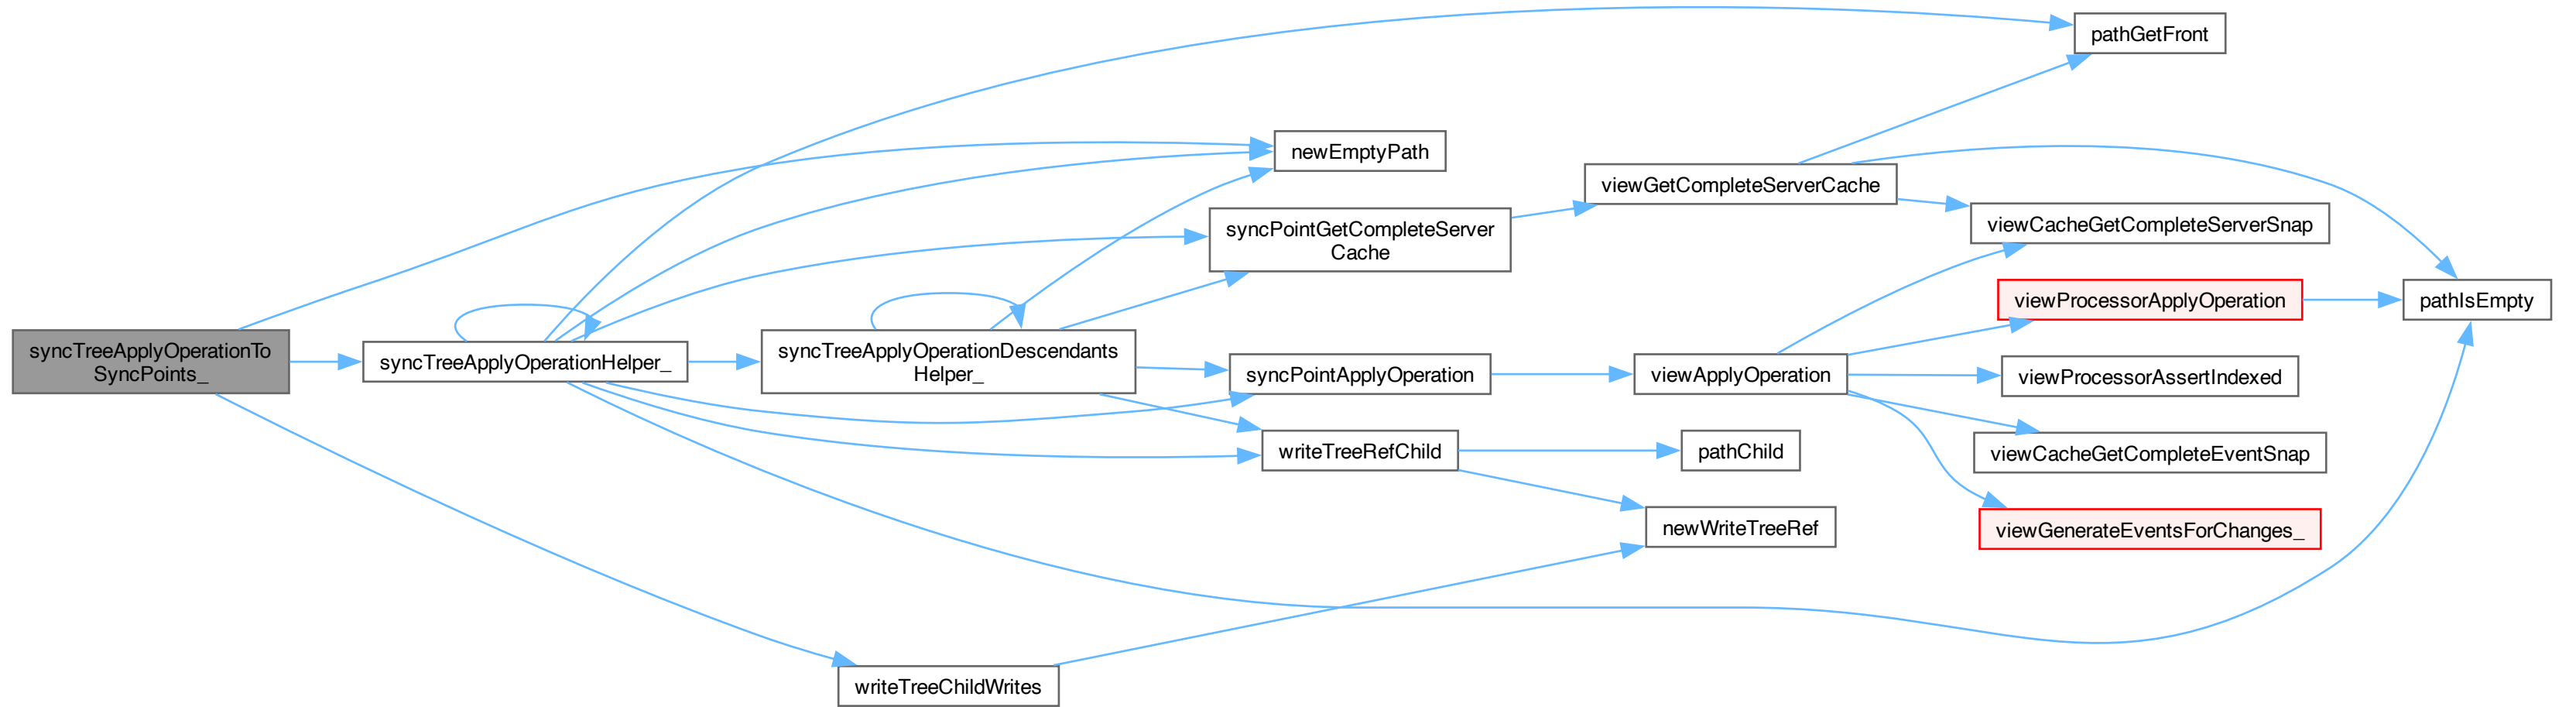 pathGetFront
newEmptyPath
viewGetCompleteServerCache
syncPointGetCompleteServer
Cache
viewCacheGetCompleteServerSnap
viewProcessorApplyOperation
pathIsEmpty
syncTreeApplyOperationTo
SyncPoints_
syncTreeApplyOperationHelper_
syncTreeApplyOperationDescendants
Helper_
syncPointApplyOperation
viewApplyOperation
viewProcessorAssertIndexed
writeTreeRefChild
pathChild
viewCacheGetCompleteEventSnap
newWriteTreeRef
viewGenerateEventsForChanges_
writeTreeChildWrites